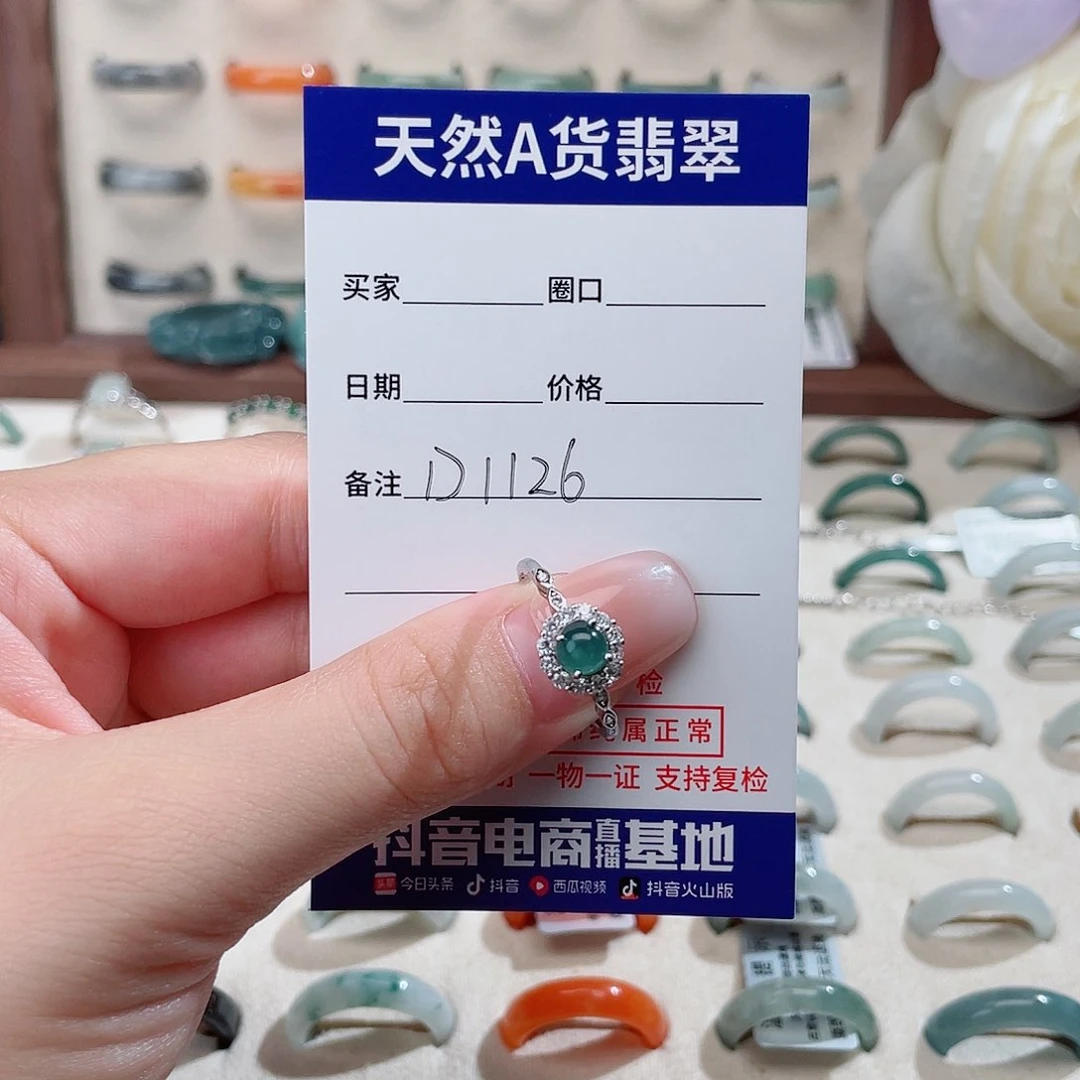 天然A货翡翠
买家 圈口
日期 价格
备注 D1126
检
属正常
一物一证 支持复检
抖音电商直播基地
头条 今日头条 抖音 西瓜视频 抖音火山版